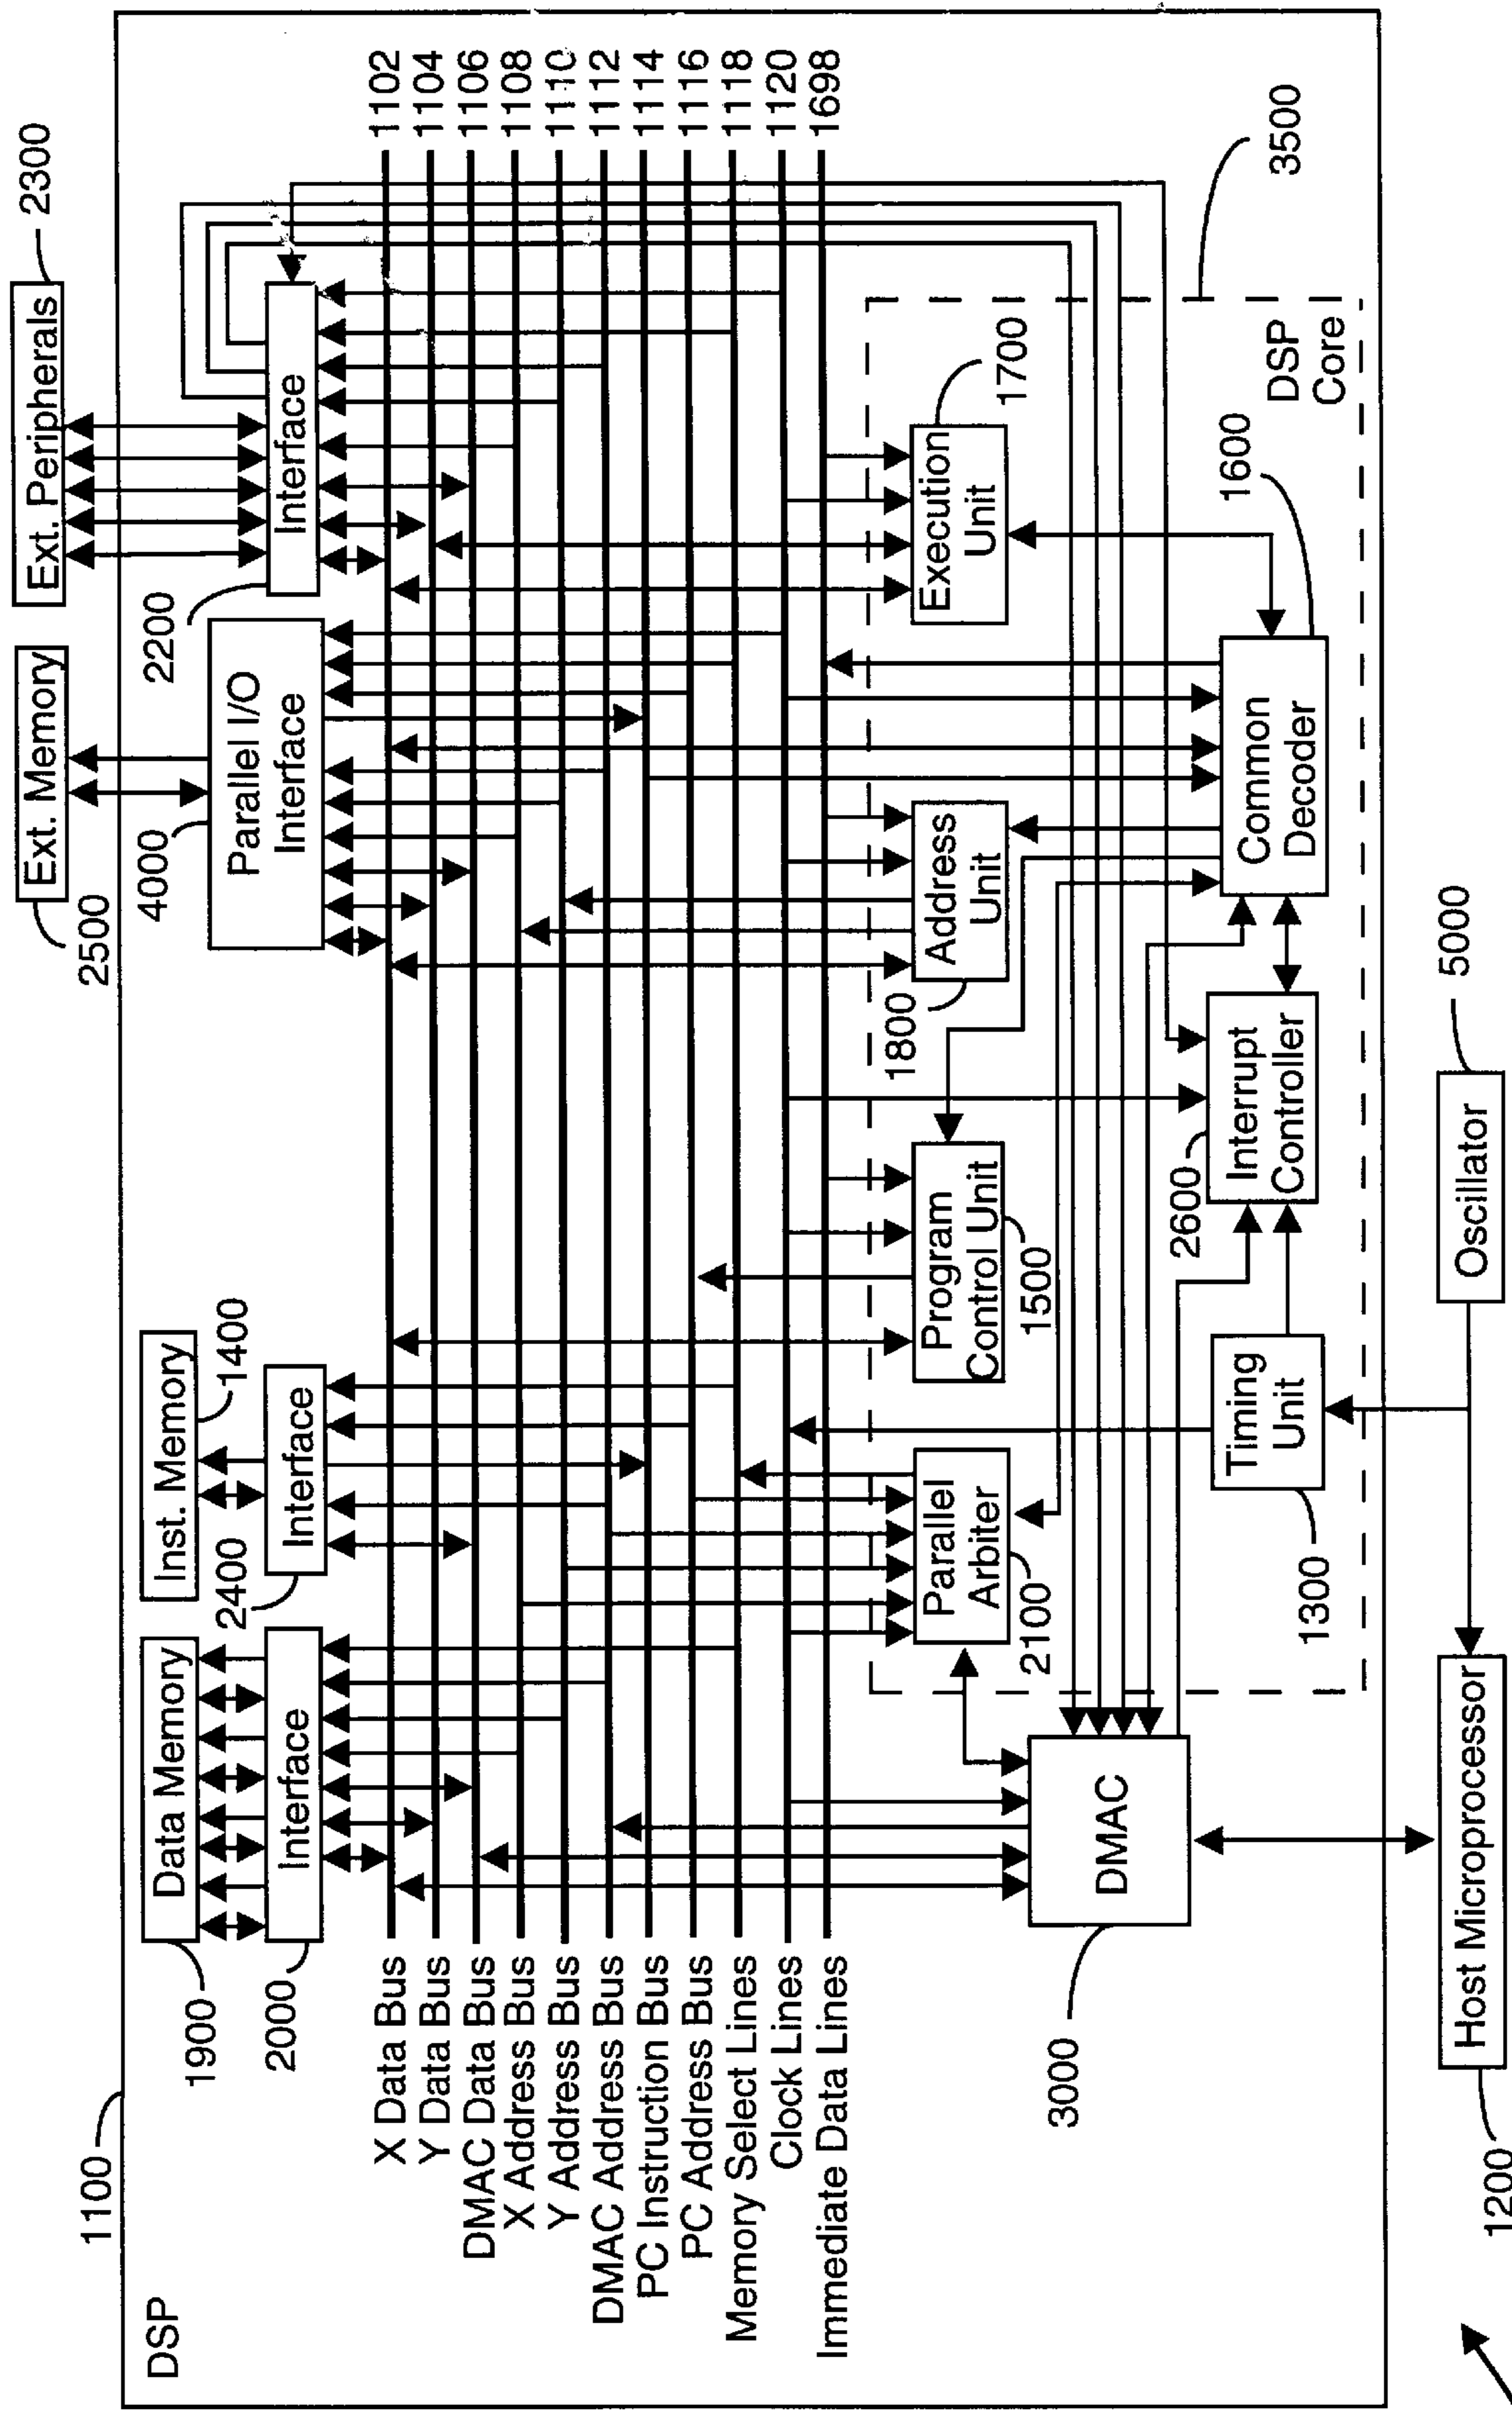 DSP
1100
1900
Data Memory
2000
Interface
Inst. Memory
1400
2400
Interface
2500
Ext. Memory
4000
Parallel I/O
Interface
Ext. Peripherals
2300
2200
Interface
X Data Bus
1102
Y Data Bus
1104
DMAC Data Bus
1106
X Address Bus
1108
Y Address Bus
1110
DMAC Address Bus
1112
PC Instruction Bus
1114
PC Address Bus
1116
Memory Select Lines
1118
Clock Lines
1120
Immediate Data Lines
1698
3000
DMAC
Parallel
Arbiter
2100
Program
Control Unit
1500
1800
Address
Unit
Execution
Unit
1700
DSP
Core
3500
1300
Timing
Unit
2600
Interrupt
Controller
Common
Decoder
1600
1200
Host Microprocessor
Oscillator
5000